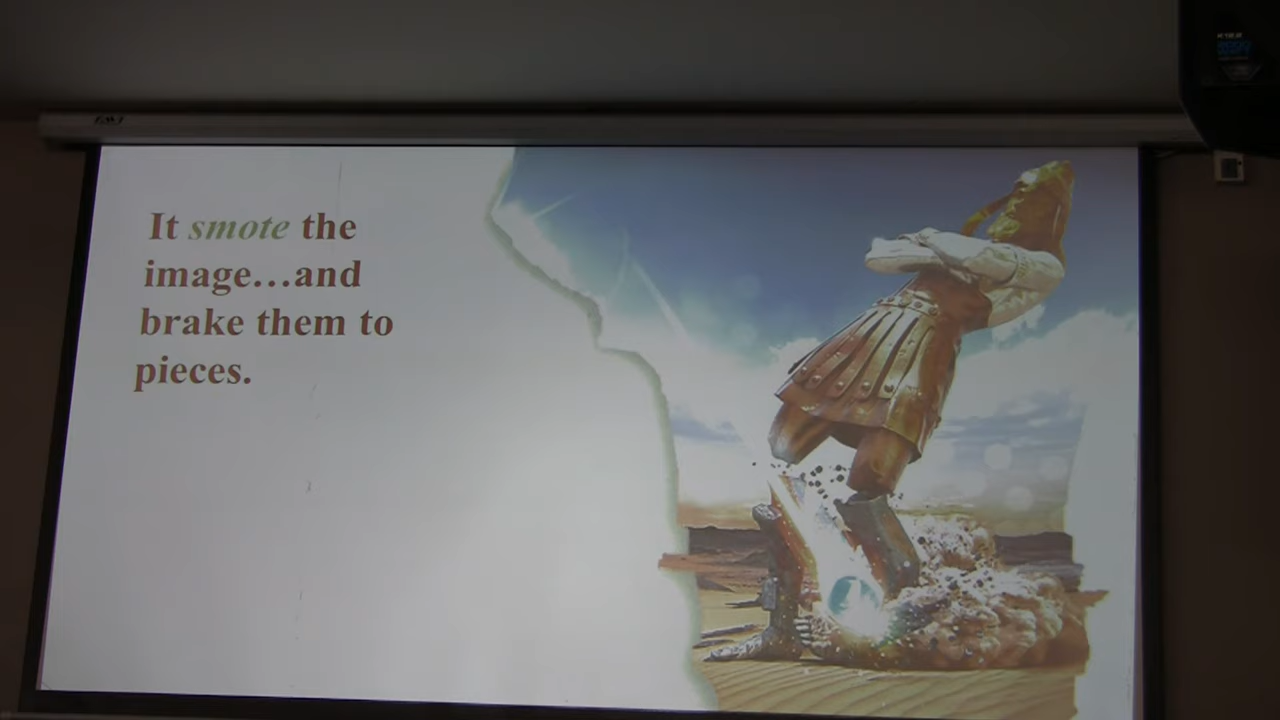 It smote the
image…and
brake them to
pieces.